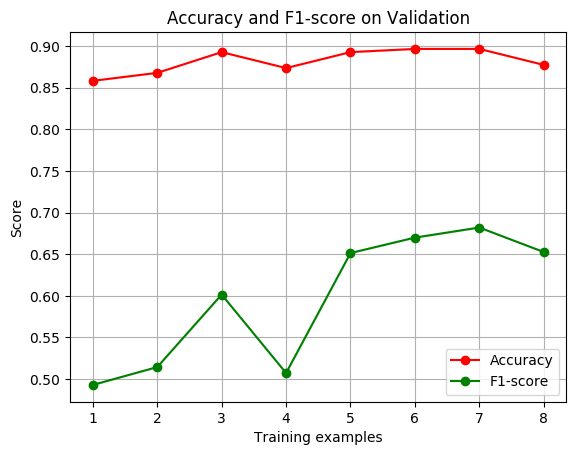 Accuracy and F1-score on Validation
0.90
0.85
0.80
0.75
0.70
0.65
0.60
0.55
0.50
Score
1 2 3 4 5 6 7 8
Training examples
Accuracy
F1-score